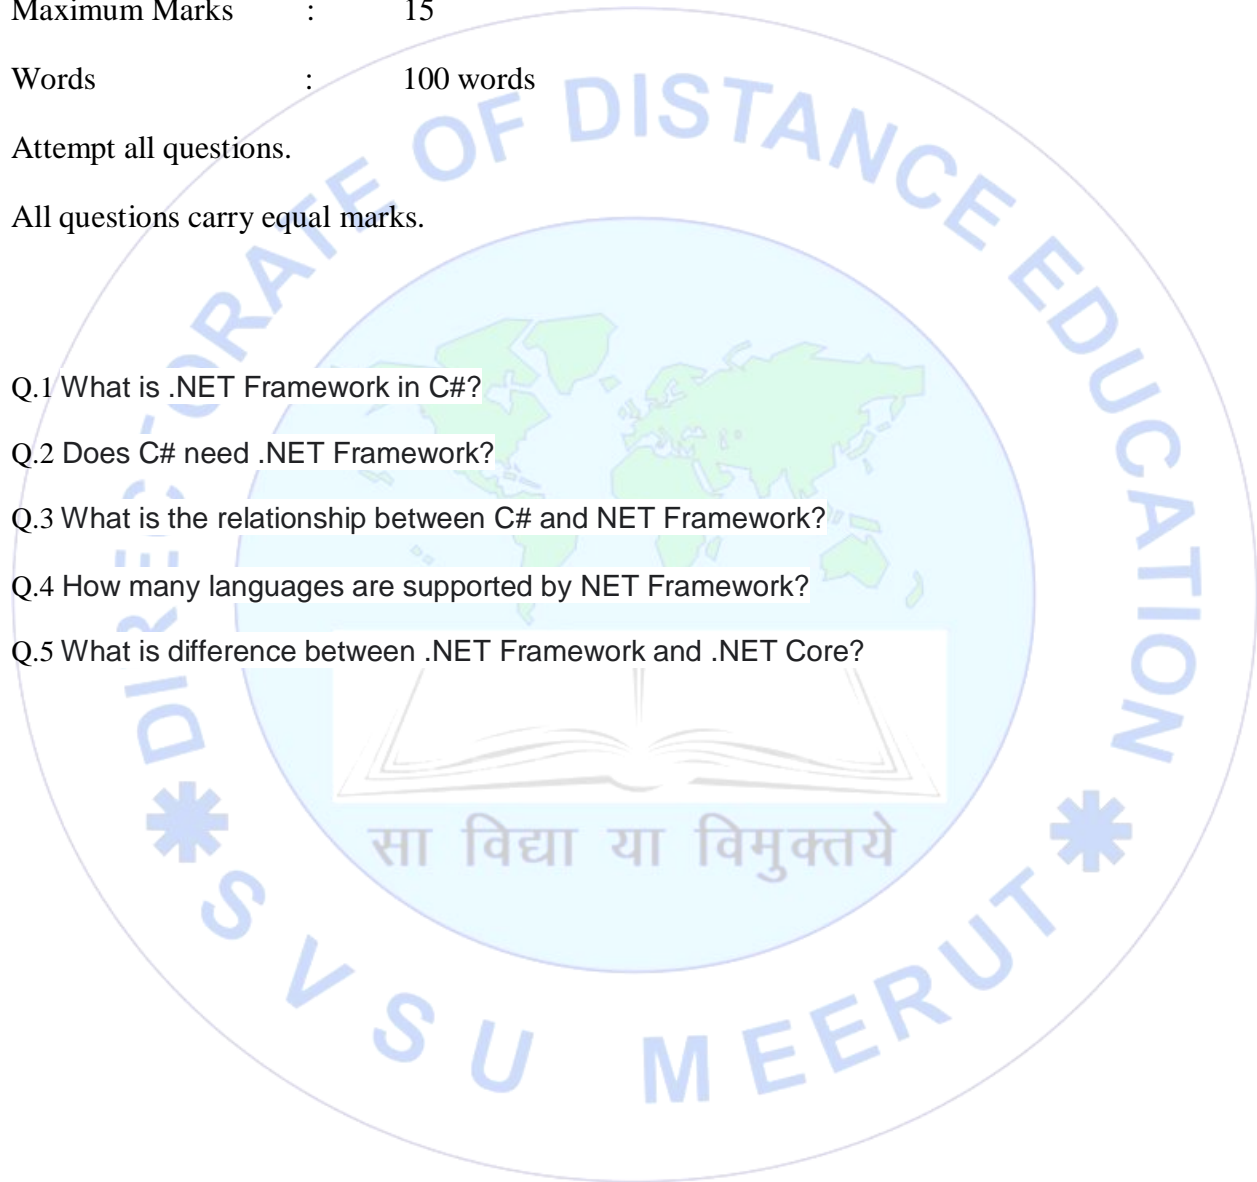 Maximum Marks : 15
Words : 100 words
Attempt all questions.
All questions carry equal marks.
Q.1 What is .NET Framework in C#?
Q.2 Does C# need .NET Framework?
Q.3 What is the relationship between C# and NET Framework?
Q.4 How many languages are supported by NET Framework?
Q.5 What is difference between .NET Framework and .NET Core?
DIRECTORATE OF DISTANCE EDUCATION
सा विद्या या विमुक्तये
SVSU MEERUT